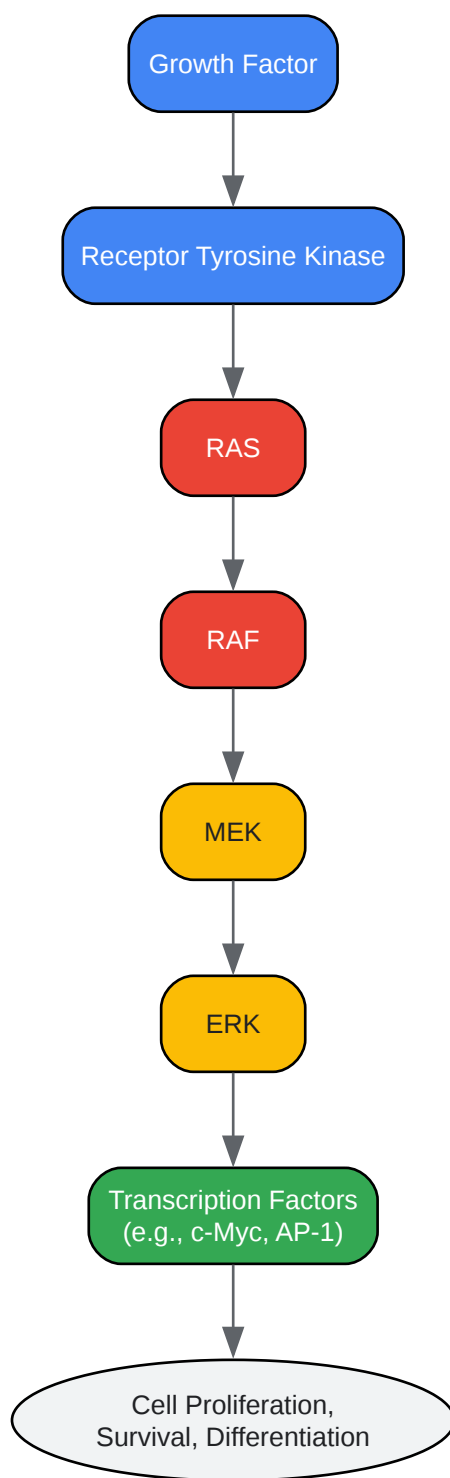 Growth Factor
Receptor Tyrosine Kinase
RAS
RAF
MEK
ERK
Transcription Factors
(e.g., c-Myc, AP-1)
Cell Proliferation,
Survival, Differentiation